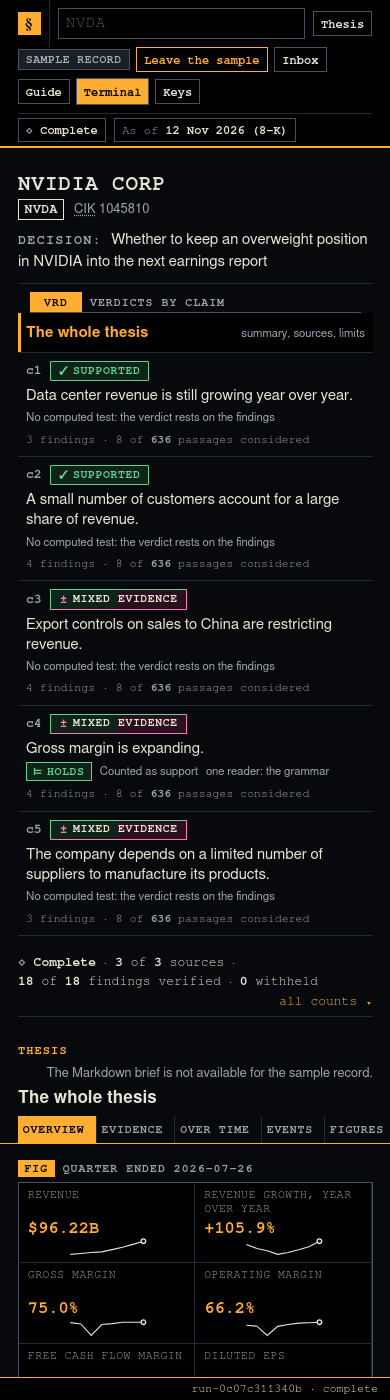 § NVDA Thesis
SAMPLE RECORD Leave the sample Inbox
Guide Terminal Keys
◇ Complete As of 12 Nov 2026 (8-K)
NVIDIA CORP
NVDA CIK 1045810
DECISION: Whether to keep an overweight position
in NVIDIA into the next earnings report
VRD VERDICTS BY CLAIM
The whole thesis summary, sources, limits
c1 ✓ SUPPORTED
Data center revenue is still growing year over year.
No computed test: the verdict rests on the findings
3 findings · 8 of 636 passages considered
c2 ✓ SUPPORTED
A small number of customers account for a large
share of revenue.
No computed test: the verdict rests on the findings
4 findings · 8 of 636 passages considered
c3 ± MIXED EVIDENCE
Export controls on sales to China are restricting
revenue.
No computed test: the verdict rests on the findings
4 findings · 8 of 636 passages considered
c4 ± MIXED EVIDENCE
Gross margin is expanding.
⊨ HOLDS Counted as support one reader: the grammar
4 findings · 8 of 636 passages considered
c5 ± MIXED EVIDENCE
The company depends on a limited number of
suppliers to manufacture its products.
No computed test: the verdict rests on the findings
3 findings · 8 of 636 passages considered
◇ Complete · 3 of 3 sources ·
18 of 18 findings verified · 0 withheld
all counts ▾
THESIS
The Markdown brief is not available for the sample record.
The whole thesis
OVERVIEW EVIDENCE OVER TIME EVENTS FIGURES
FIG QUARTER ENDED 2026-07-26
REVENUE
$96.22B
REVENUE GROWTH, YEAR
OVER YEAR
+105.9%
GROSS MARGIN
75.0%
OPERATING MARGIN
66.2%
FREE CASH FLOW MARGIN
DILUTED EPS
run-0c07c311340b · complete